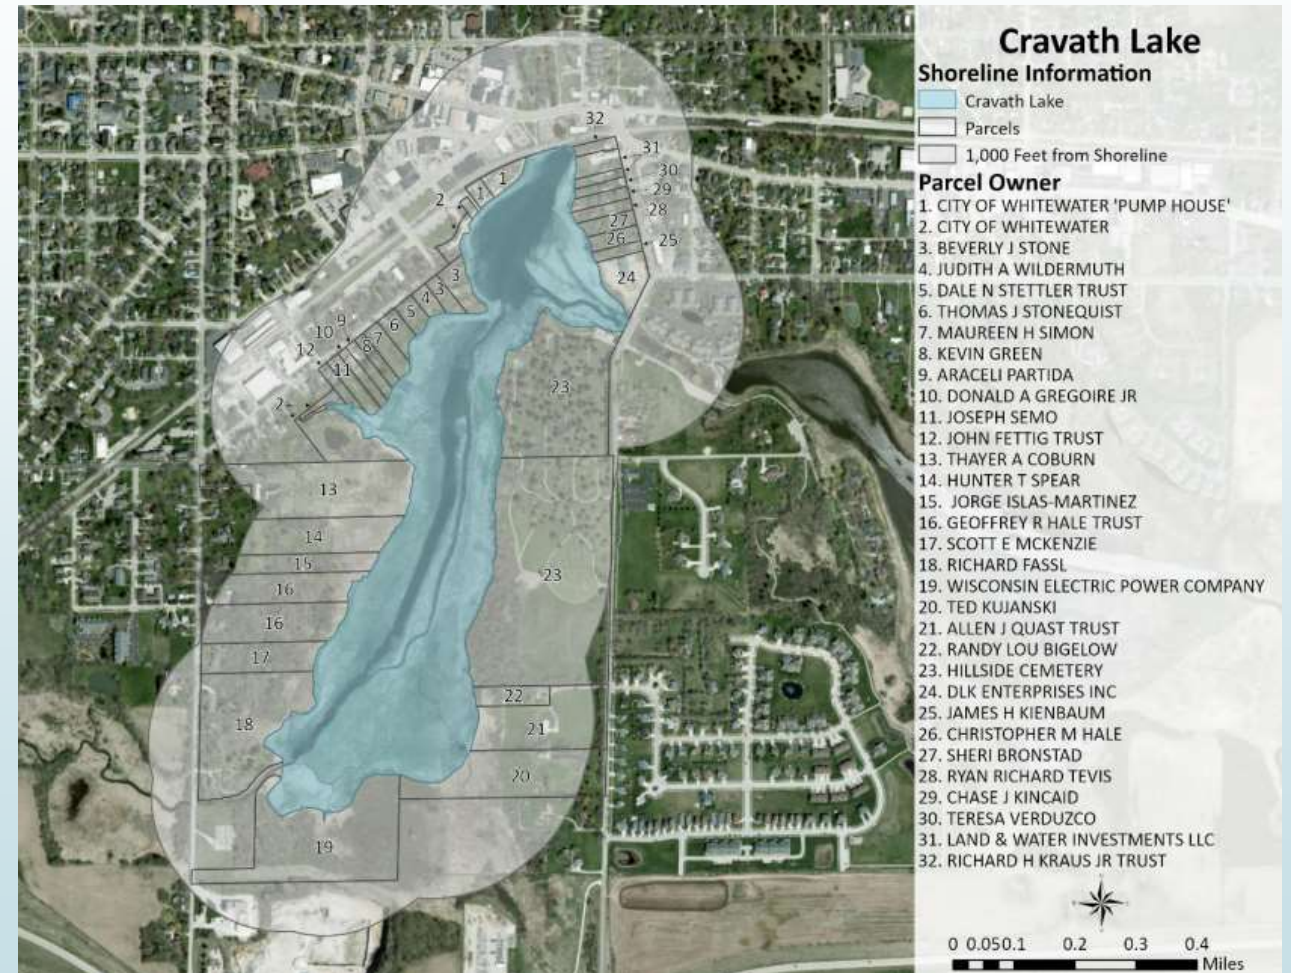 Cravath Lake
Shoreline Information
Cravath Lake
Parcels
1,000 Feet from Shoreline
Parcel Owner
1. CITY OF WHITEWATER 'PUMP HOUSE'
2. CITY OF WHITEWATER
3. BEVERLY J STONE
4. JUDITH A WILDERMUTH
5. DALE N STETTLER TRUST
6. THOMAS J STONEQUIST
7. MAUREEN H SIMON
8. KEVIN GREEN
9. ARACELI PARTIDA
10. DONALD A GREGOIRE JR
11. JOSEPH SEMO
12. JOHN FETTIG TRUST
13. THAYER A COBURN
14. HUNTER T SPEAR
15. JORGE ISLAS-MARTINEZ
16. GEOFFREY R HALE TRUST
17. SCOTT E MCKENZIE
18. RICHARD FASSL
19. WISCONSIN ELECTRIC POWER COMPANY
20. TED KUJANSKI
21. ALLEN J QUAST TRUST
22. RANDY LOU BIGELOW
23. HILLSIDE CEMETERY
24. DLK ENTERPRISES INC
25. JAMES H KIENBAUM
26. CHRISTOPHER M HALE
27. SHERI BRONSTAD
28. RYAN RICHARD TEVIS
29. CHASE J KINCAID
30. TERESA VERDUZCO
31. LAND & WATER INVESTMENTS LLC
32. RICHARD H KRAUS JR TRUST
0 0.05 0.1 0.2 0.3 0.4
Miles
32
31
30
29
28
27
26
25
24
1
1
2
3
3
4
5
6
7
8
9
10
11
12
2
23
13
14
15
16
16
17
18
23
22
21
20
19